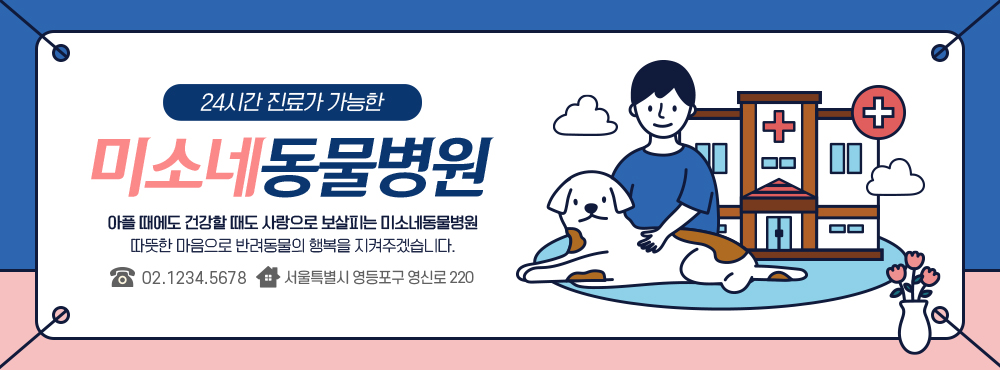 24시간 진료가 가능한
미소네동물병원
아플 때에도 건강할 때도 사랑으로 보살피는 미소네동물병원
따뜻한 마음으로 반려동물의 행복을 지켜주겠습니다.
02.1234.5678 서울특별시 영등포구 영신로 220